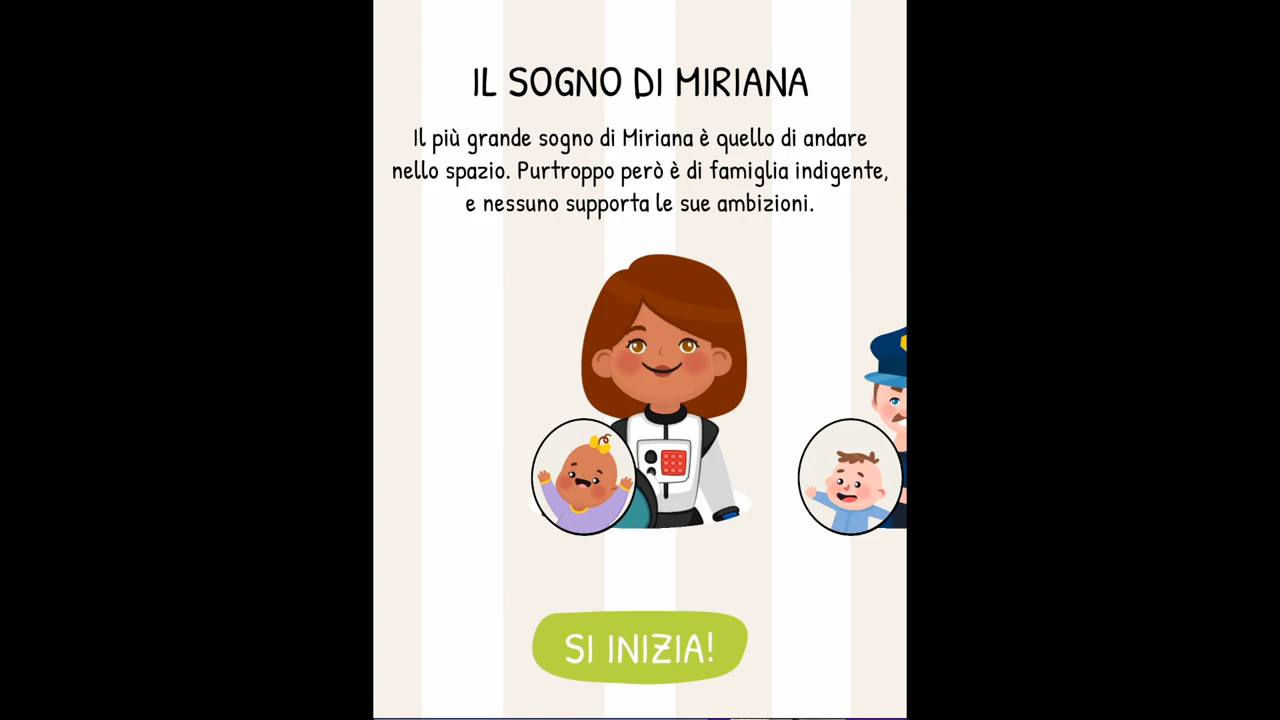 IL SOGNO DI MIRIANA
Il più grande sogno di Miriana è quello di andare
nello spazio. Purtroppo però è di famiglia indigente,
e nessuno supporta le sue ambizioni.
SI INIZIA!